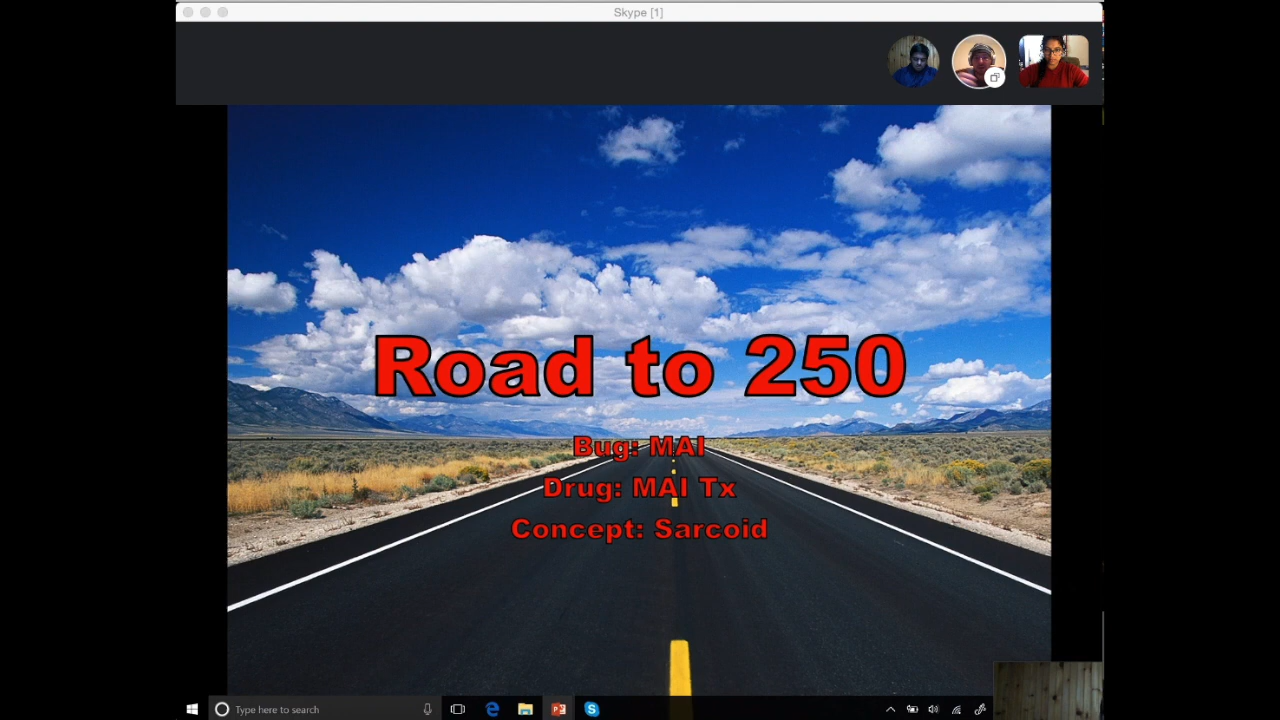 Skype [1]
Road to 250
Bug: MAI
Drug: MAI Tx
Concept: Sarcoid
Type here to search